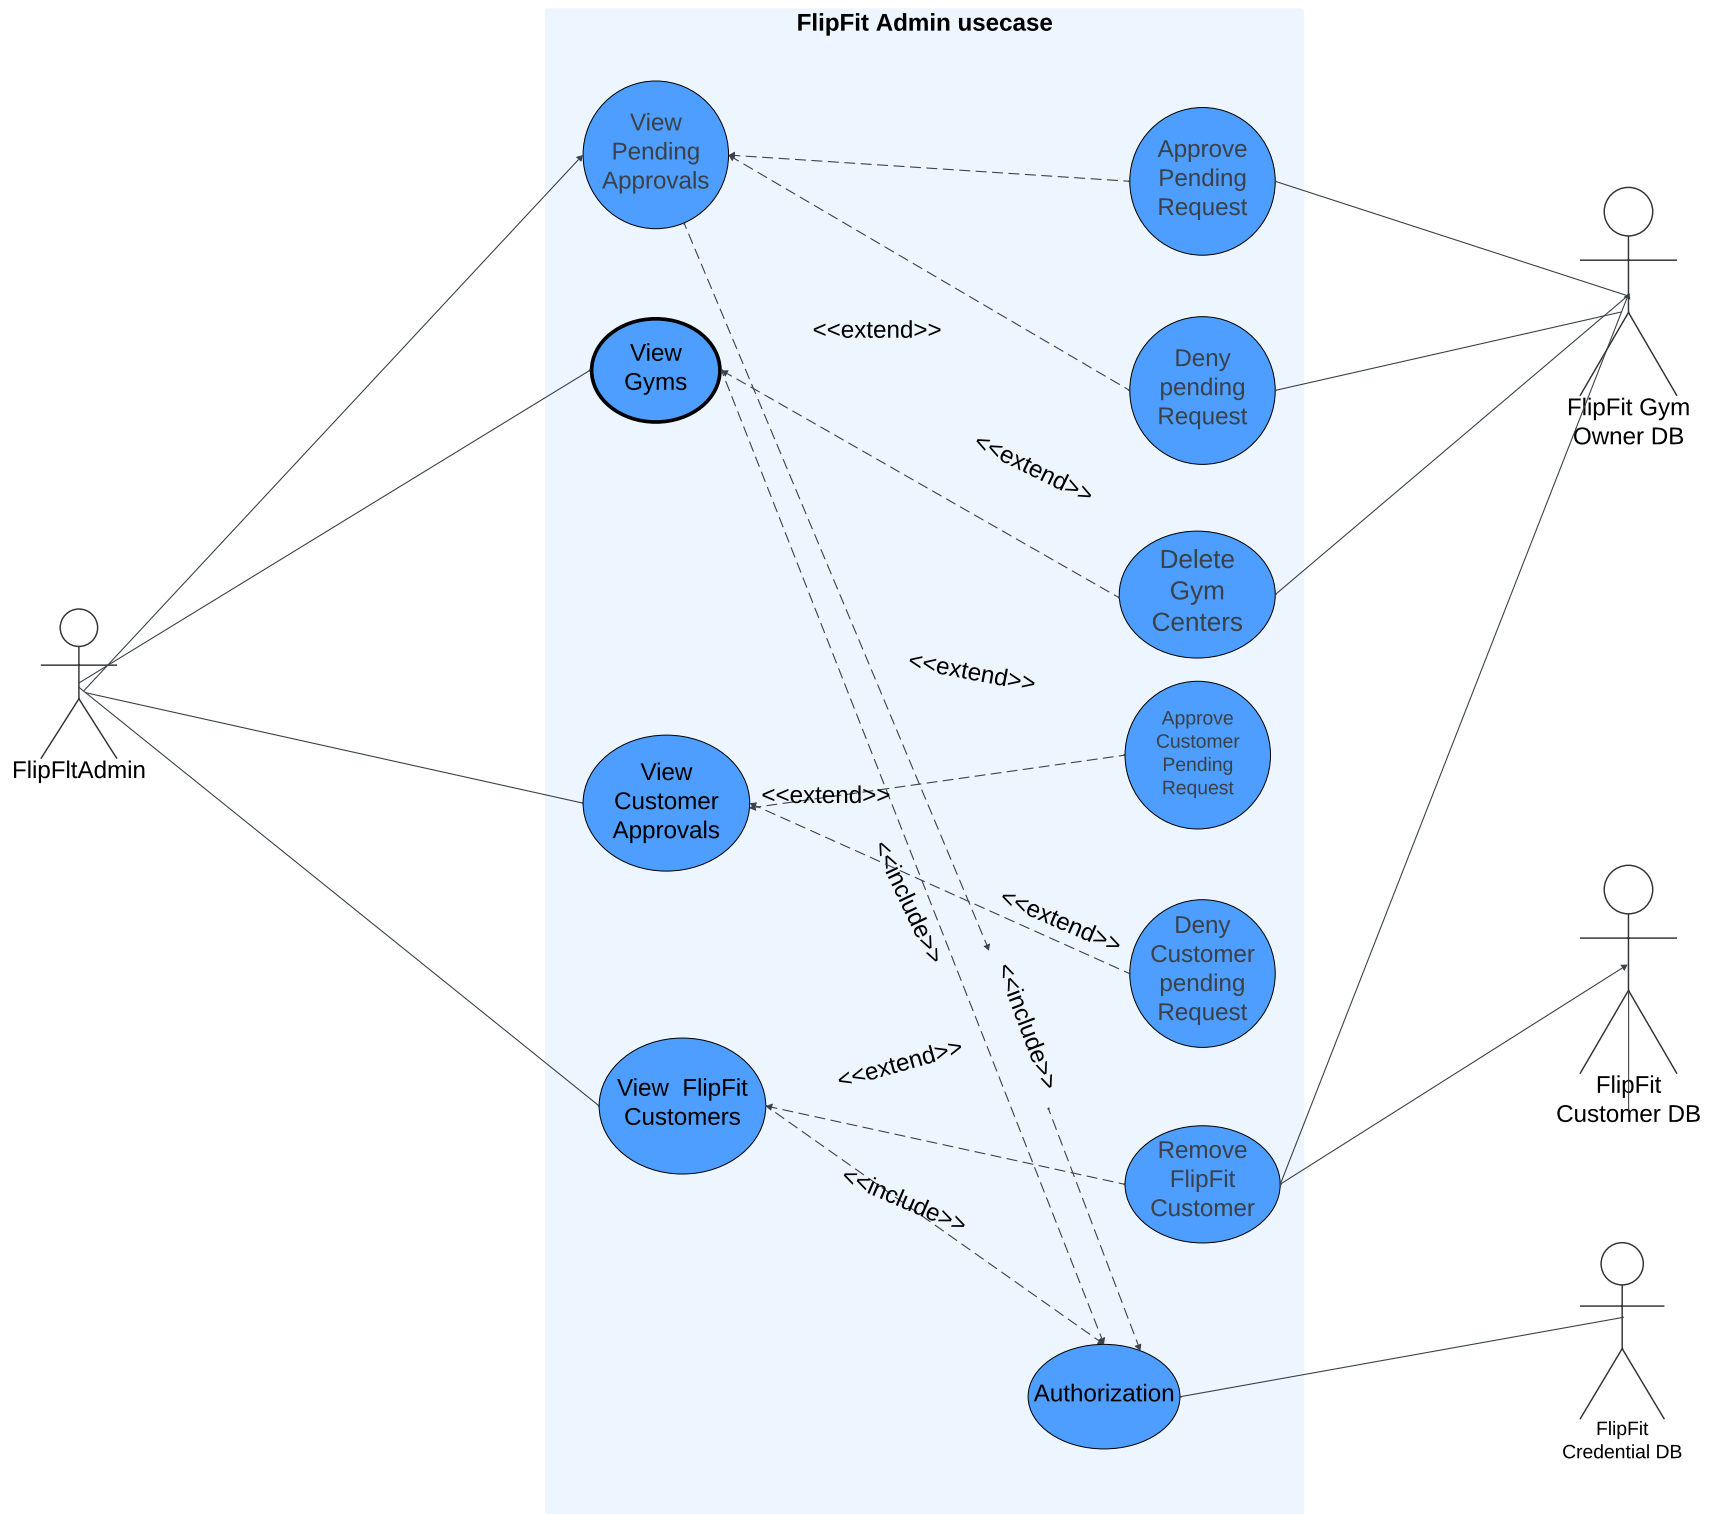 FlipFit Admin usecase
View
Pending
Approvals
Approve
Pending
Request
<<extend>>
View
Gyms
Deny
pending
Request
FlipFit Gym
Owner DB
<<extend>>
Delete
Gym
Centers
<<extend>>
FlipFltAdmin
Approve
Customer
Pending
Request
View
Customer
Approvals
<<extend>>
<<include>>
<<extend>>
Deny
Customer
pending
Request
<<include>>
<<extend>>
View  FlipFit
Customers
FlipFit
Customer DB
Remove
FlipFit
Customer
<<include>>
Authorization
FlipFit
Credential DB